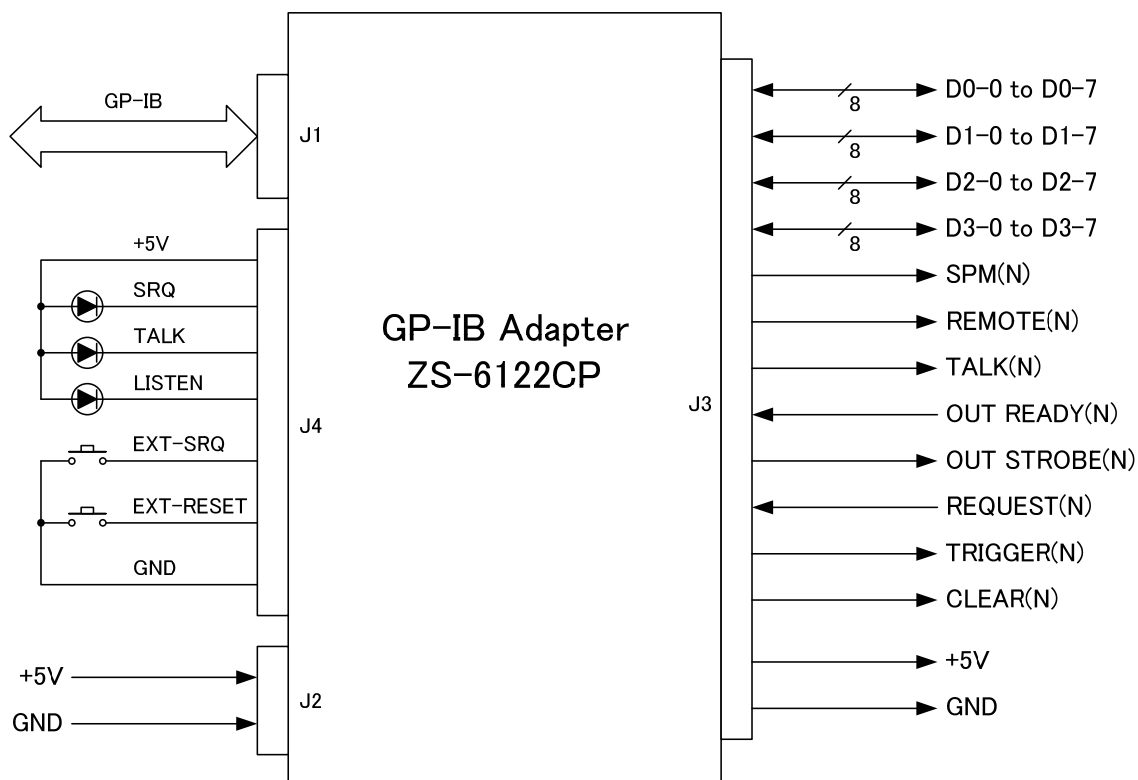 GP-IB
J1
+5V
SRQ
TALK
LISTEN
J4
EXT-SRQ
EXT-RESET
GND
+5V
GND
J2
GP-IB Adapter
ZS-6122CP
J3
8
D0-0 to D0-7
8
D1-0 to D1-7
8
D2-0 to D2-7
8
D3-0 to D3-7
SPM(N)
REMOTE(N)
TALK(N)
OUT READY(N)
OUT STROBE(N)
REQUEST(N)
TRIGGER(N)
CLEAR(N)
+5V
GND